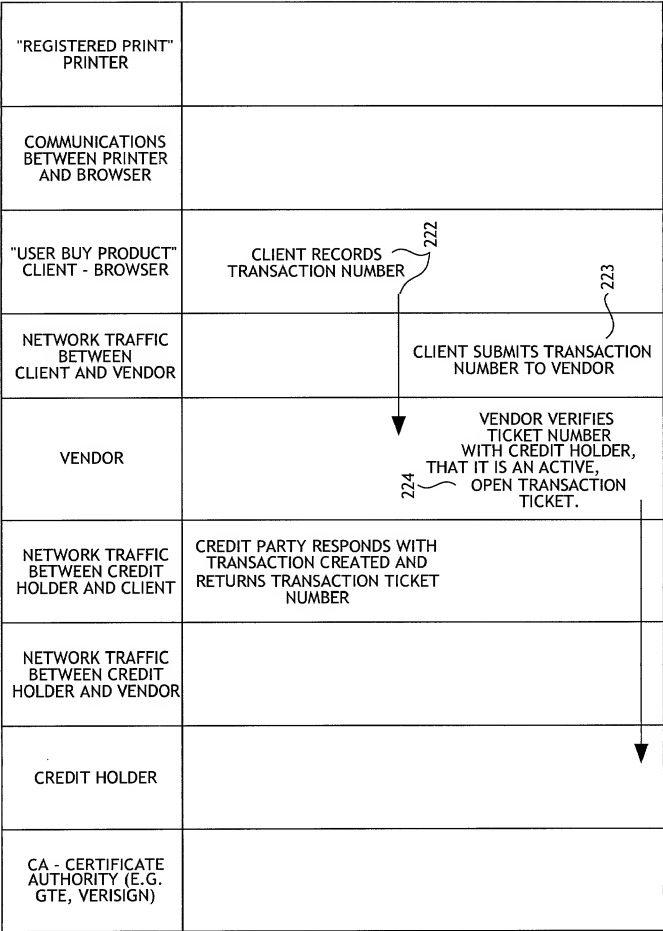 "REGISTERED PRINT"
PRINTER
COMMUNICATIONS
BETWEEN PRINTER
AND BROWSER
"USER BUY PRODUCT"
CLIENT - BROWSER
CLIENT RECORDS
TRANSACTION NUMBER
222
223
NETWORK TRAFFIC
BETWEEN
CLIENT AND VENDOR
CLIENT SUBMITS TRANSACTION
NUMBER TO VENDOR
VENDOR
VENDOR VERIFIES
TICKET NUMBER
WITH CREDIT HOLDER,
THAT IT IS AN ACTIVE,
OPEN TRANSACTION
TICKET.
224
NETWORK TRAFFIC
BETWEEN CREDIT
HOLDER AND CLIENT
CREDIT PARTY RESPONDS WITH
TRANSACTION CREATED AND
RETURNS TRANSACTION TICKET
NUMBER
NETWORK TRAFFIC
BETWEEN CREDIT
HOLDER AND VENDOR
CREDIT HOLDER
CA - CERTIFICATE
AUTHORITY (E.G.
GTE, VERISIGN)